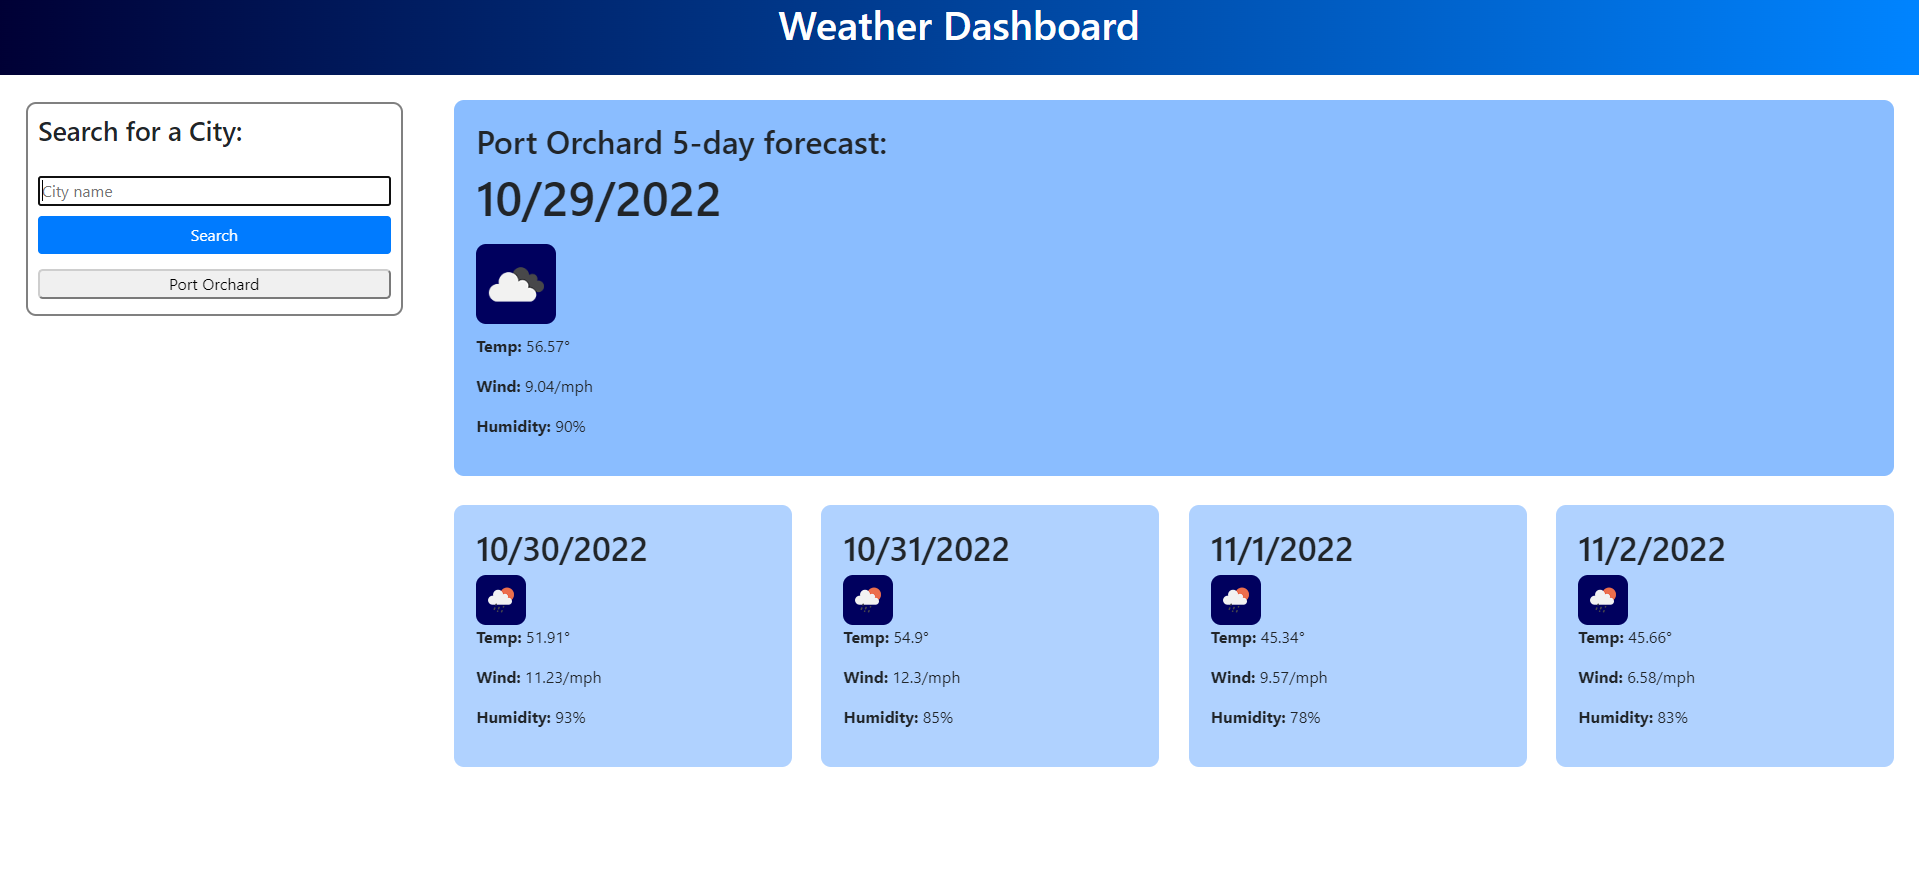 Weather Dashboard
Search for a City:
City name
Search
Port Orchard
Port Orchard 5-day forecast:
10/29/2022
Temp: 56.57°
Wind: 9.04/mph
Humidity: 90%
10/30/2022
Temp: 51.91°
Wind: 11.23/mph
Humidity: 93%
10/31/2022
Temp: 54.9°
Wind: 12.3/mph
Humidity: 85%
11/1/2022
Temp: 45.34°
Wind: 9.57/mph
Humidity: 78%
11/2/2022
Temp: 45.66°
Wind: 6.58/mph
Humidity: 83%